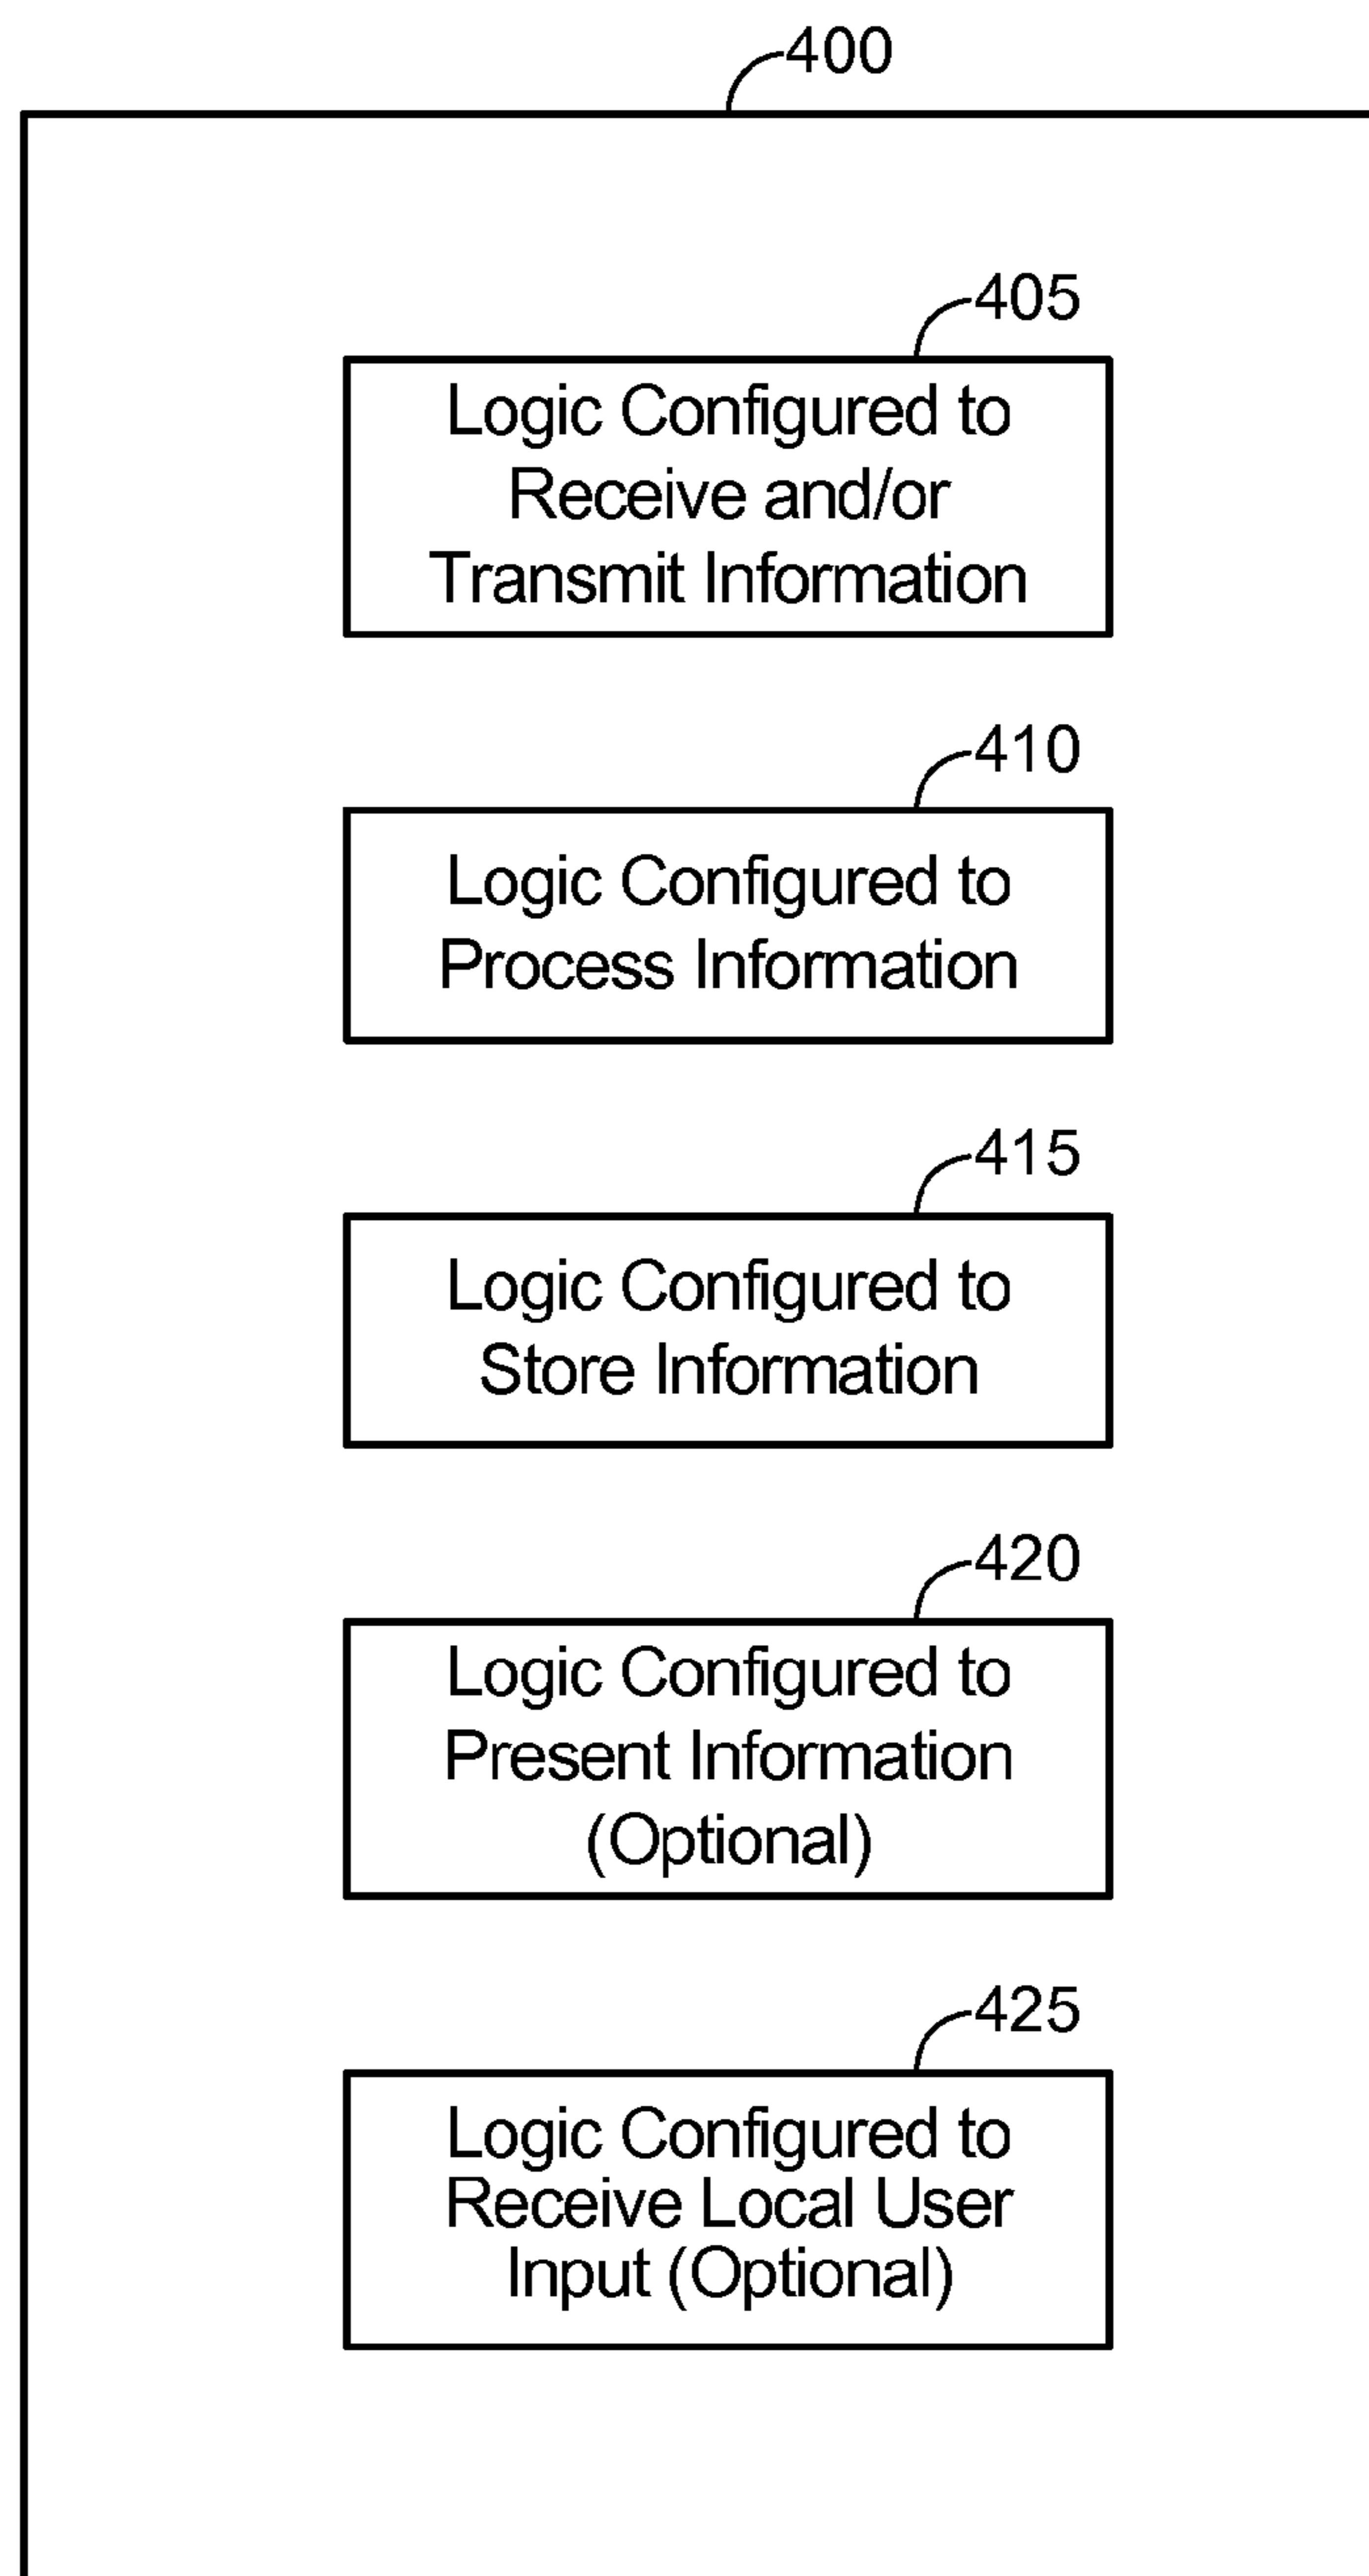 400
405
Logic Configured to
Receive and/or
Transmit Information
410
Logic Configured to
Process Information
415
Logic Configured to
Store Information
420
Logic Configured to
Present Information
(Optional)
425
Logic Configured to
Receive Local User
Input (Optional)